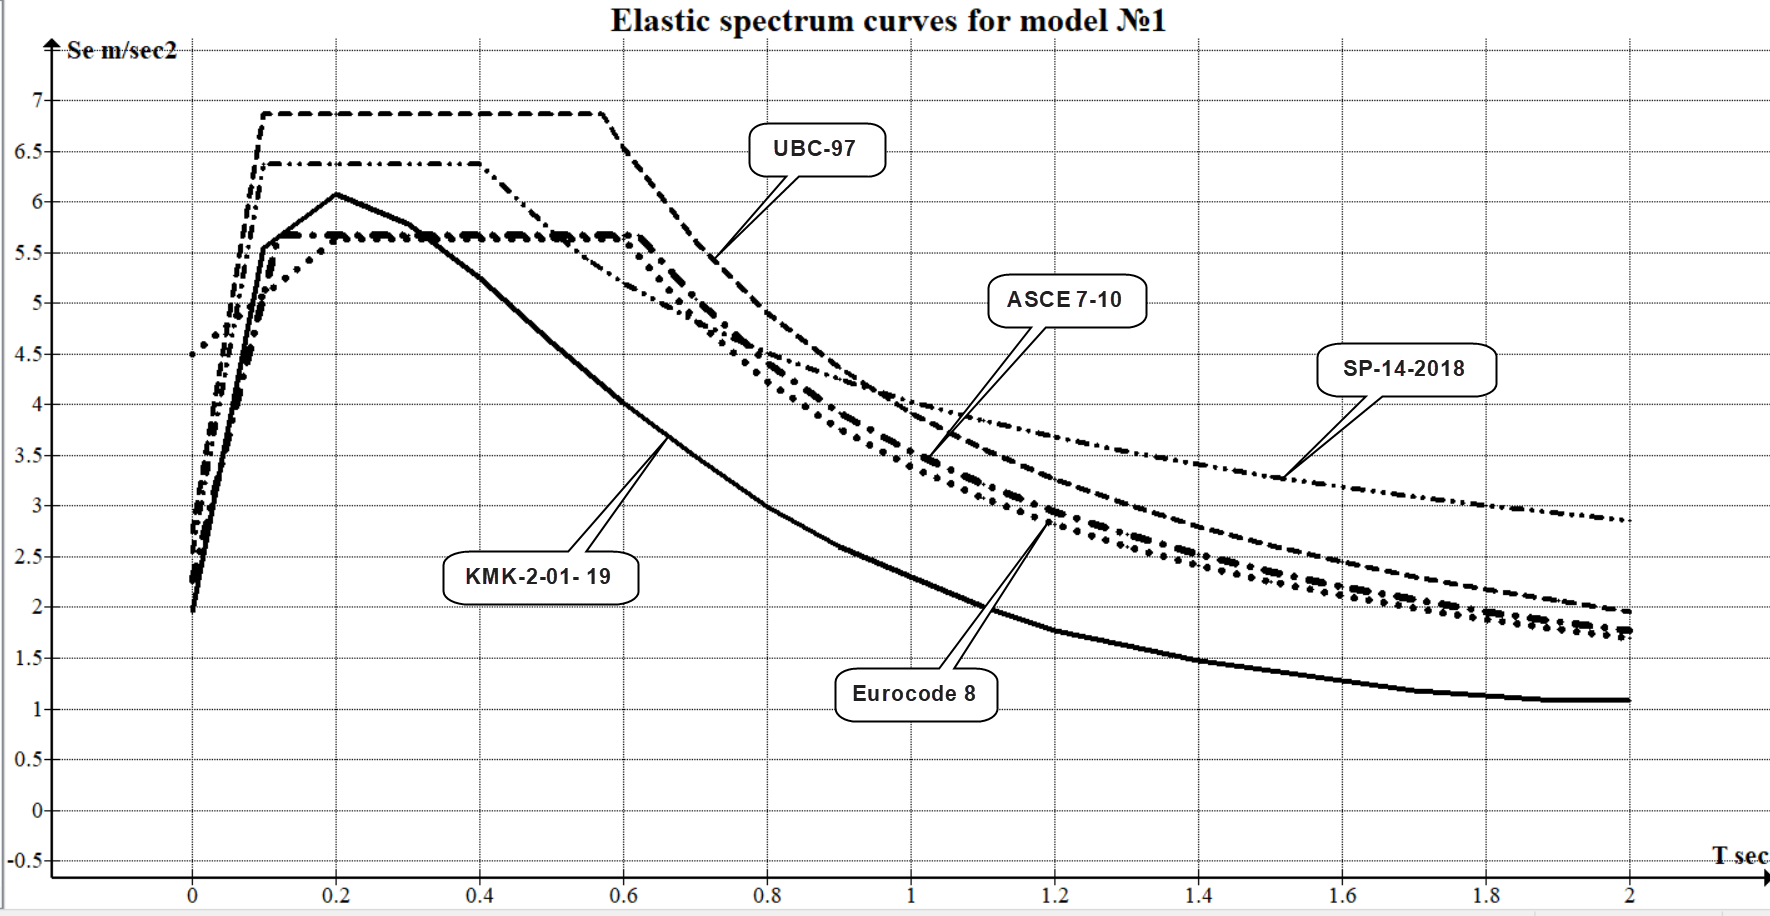 Elastic spectrum curves for model №1
Se m/sec2
7
6.5
6
5.5
5
4.5
4
3.5
3
2.5
2
1.5
1
0.5
0
-0.5
UBC-97
ASCE 7-10
SP-14-2018
KMK-2-01- 19
Eurocode 8
T sec
0 0.2 0.4 0.6 0.8 1 1.2 1.4 1.6 1.8 2